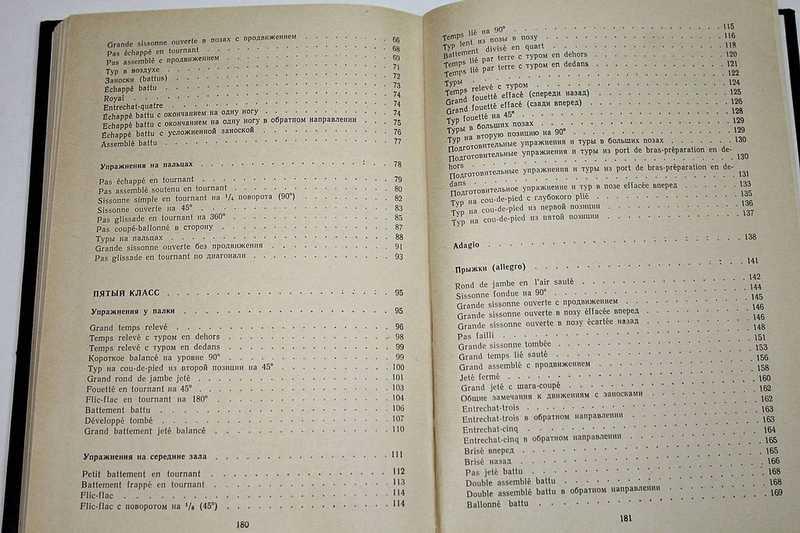 Grande sissonne ouverte в позах с продвижением 66
Pas échappé en tournant 68
Pas assemblé с продвижением 69
Тур в воздухе 71
Заноски (battus) 72
Échappé battu 73
Royal 74
Entrechat-quatre 74
Échappé battu с окончанием на одну ногу 74
Échappé battu с окончанием на одну ногу в обратном направлении 75
Échappé battu с усложненной заноской 76
Assemblé battu 77
Упражнения на пальцах 78
Pas échappé en tournant 79
Pas assemblé soutenu en tournant 80
Sissone simple en tournant на 1/4 поворота (90°) 82
Sissonne ouverte на 45° 83
Pas glissade en tournant на 360° 85
Pas coupé-ballonné в сторону 87
Туры на пальцах 88
Grande sissonne ouverte без продвижения 91
Pas glissade en tournant по диагонали 93
ПЯТЫЙ КЛАСС 95
Упражнения у палки 95
Grand temps relevé 96
Temps relevé с туром en dehors 98
Temps relevé с туром en dedans 99
Короткое balancé на уровне 90° 99
Тур на cou-de-pied из второй позиции на 45° 100
Grand rond de jambe jeté 101
Fouetté en tournant на 45° 103
Flic-flac en tournant на 180° 104
Battement battu 106
Développé tombé 107
Grand battement jeté balancé 110
Упражнения на середине зала 111
Petit battement en tournant 112
Battement frappé en tournant 113
Flic-flac 114
Flic-flac с поворотом на 1/8 (45°) 114
180
Temps lié на 90° 115
Тур lent из позы в позу 116
Battement divisé en quart 118
Temps lié par terre с туром en dehors 120
Temps lié par terre с туром en dedans 121
Туры 122
Temps relevé с туром 124
Grand fouetté effacé (спереди назад) 125
Grand fouetté effacé (сзади вперед) 126
Тур fouetté на 45° 128
Туры в больших позах 129
Тур на вторую позицию на 90° 129
Подготовительные упражнения и туры в больших позах 130
Подготовительные упражнения и туры из port de bras-préparation en de-
hors 130
Подготовительные упражнения и туры из port de bras-préparation en de-
dans 131
Подготовительное упражнение и тур в позе effacée вперед 133
Тур на cou-de-pied с глубокого plié 135
Тур на cou-de-pied из первой позиции 136
Тур на cou-de-pied из пятой позиции 137
Adagio 138
Прыжки (allegro) 141
Rond de jambe en l'air sauté 142
Sissonne fondue на 90° 144
Grande sissonne ouverte с продвижением 145
Grande sissonne ouverte в позу effacée вперед 146
Grande sissonne ouverte в позу écartée назад 146
Pas failli 148
Grande sissonne tombée 151
Grand temps lié sauté 153
Grand assemblé с продвижением 156
Jeté fermé 158
Grand jeté с шага-coupé 160
Общие замечания к движениям с заносками 162
Entrechat-trois 162
Entrechat-trois в обратном направлении 163
Entrechat-cinq 163
Entrechat-cinq в обратном направлении 164
Brisé вперед 165
Brisé назад 165
Pas jeté battu 166
Double assemblé battu 168
Double assemblé battu в обратном направлении 168
Ballonné battu 169
181